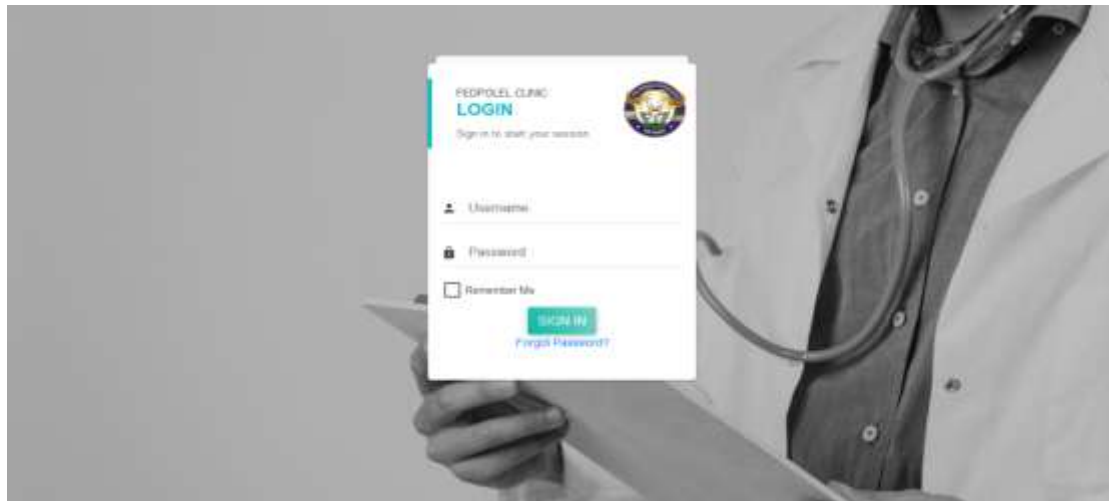 FEDPOLEL CLINIC
LOGIN
Sign in to start your session
Username
Password
Remember Me
SIGN IN
Forgot Password?